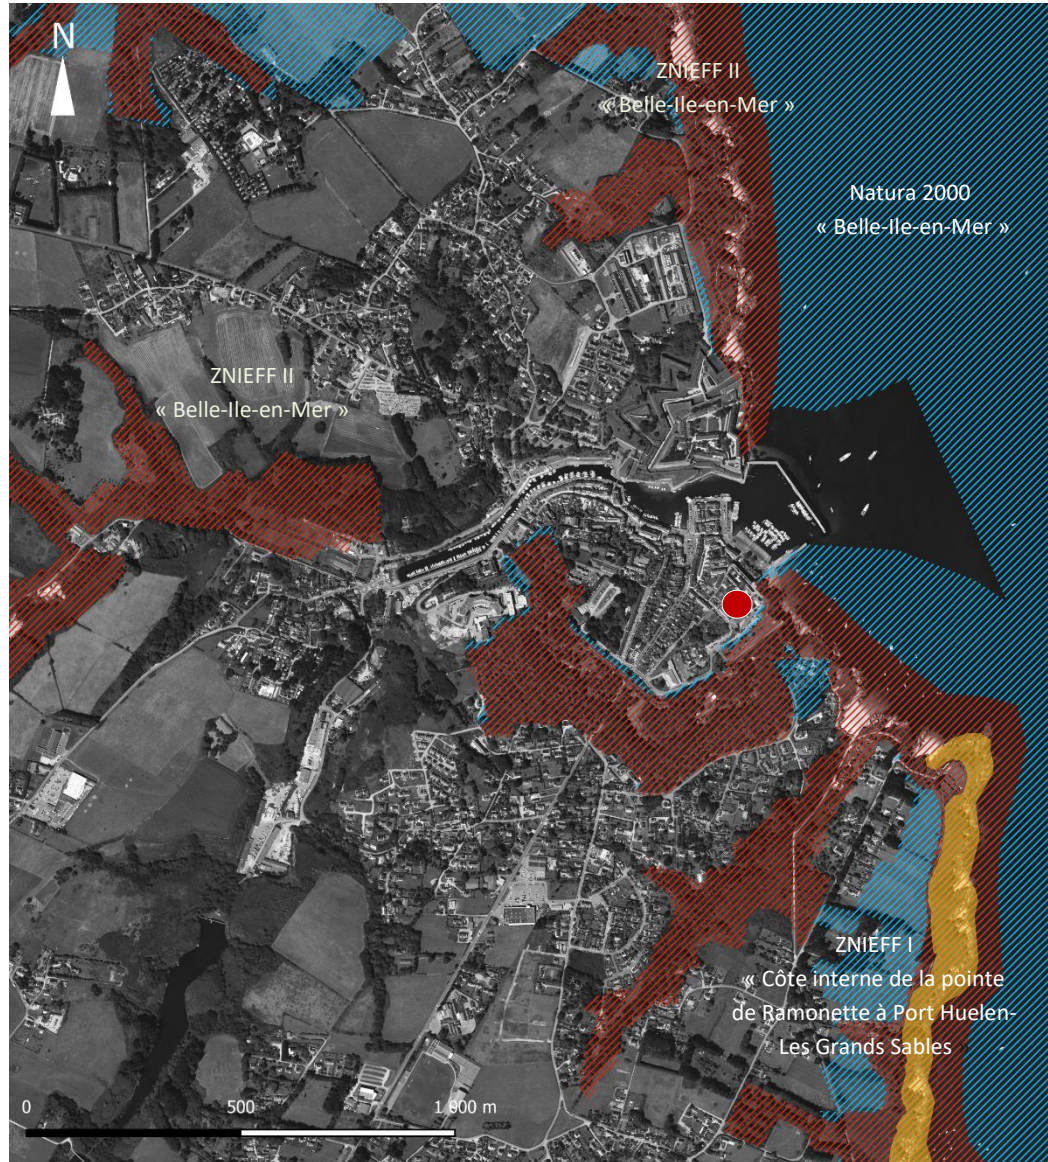 N
ZNIEFF II
« Belle-Ile-en-Mer »
Natura 2000
« Belle-Ile-en-Mer »
ZNIEFF II
« Belle-Ile-en-Mer »
ZNIEFF I
« Côte interne de la pointe
de Ramonette à Port Huelen-
Les Grands Sables
0 500 1 000 m